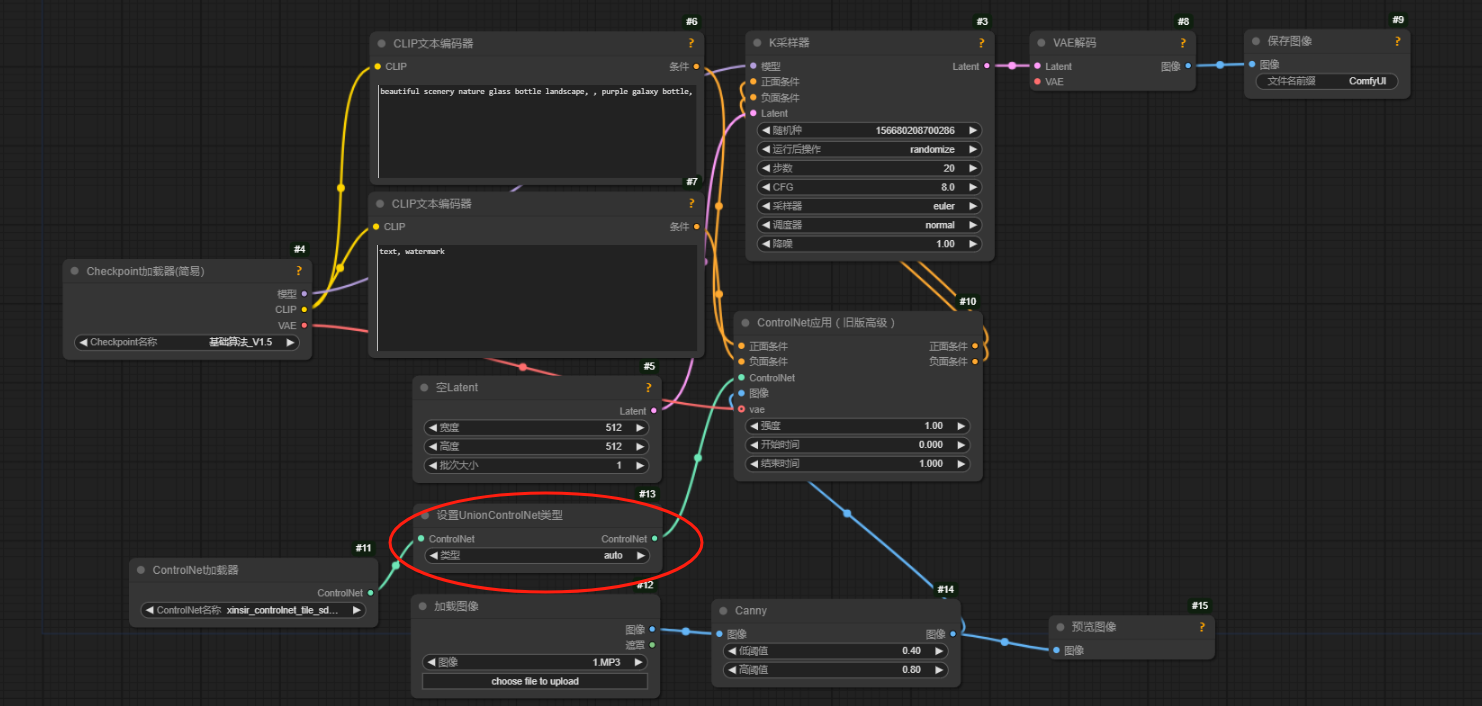 #6
CLIP文本编码器 ?
CLIP 条件
beautiful scenery nature glass bottle landscape, , purple galaxy bottle,
#7
CLIP文本编码器 ?
CLIP 条件
text, watermark
#4
Checkpoint加载器(简易) ?
模型
CLIP
VAE
Checkpoint名称 基础算法_V1.5
#5
空Latent ?
Latent
宽度 512
高度 512
批次大小 1
#13
设置UnionControlNet类型
ControlNet ControlNet
类型 auto
#11
ControlNet加载器
ControlNet
ControlNet名称 xinsir_controlnet_tile_sd...
#12
加载图像
图像
遮罩
图像 1.MP3
choose file to upload
#3
K采样器 ?
模型 Latent
正面条件
负面条件
Latent
随机种 156680208700286
运行后操作 randomize
步数 20
CFG 8.0
采样器 euler
调度器 normal
降噪 1.00
#10
ControlNet应用（旧版高级）
正面条件 正面条件
负面条件 负面条件
ControlNet
图像
vae
强度 1.00
开始时间 0.000
结束时间 1.000
#14
Canny
图像 图像
低阈值 0.40
高阈值 0.80
#8
VAE解码 ?
Latent 图像
VAE
#9
保存图像 ?
图像
文件名前缀 ComfyUI
#15
预览图像 ?
图像